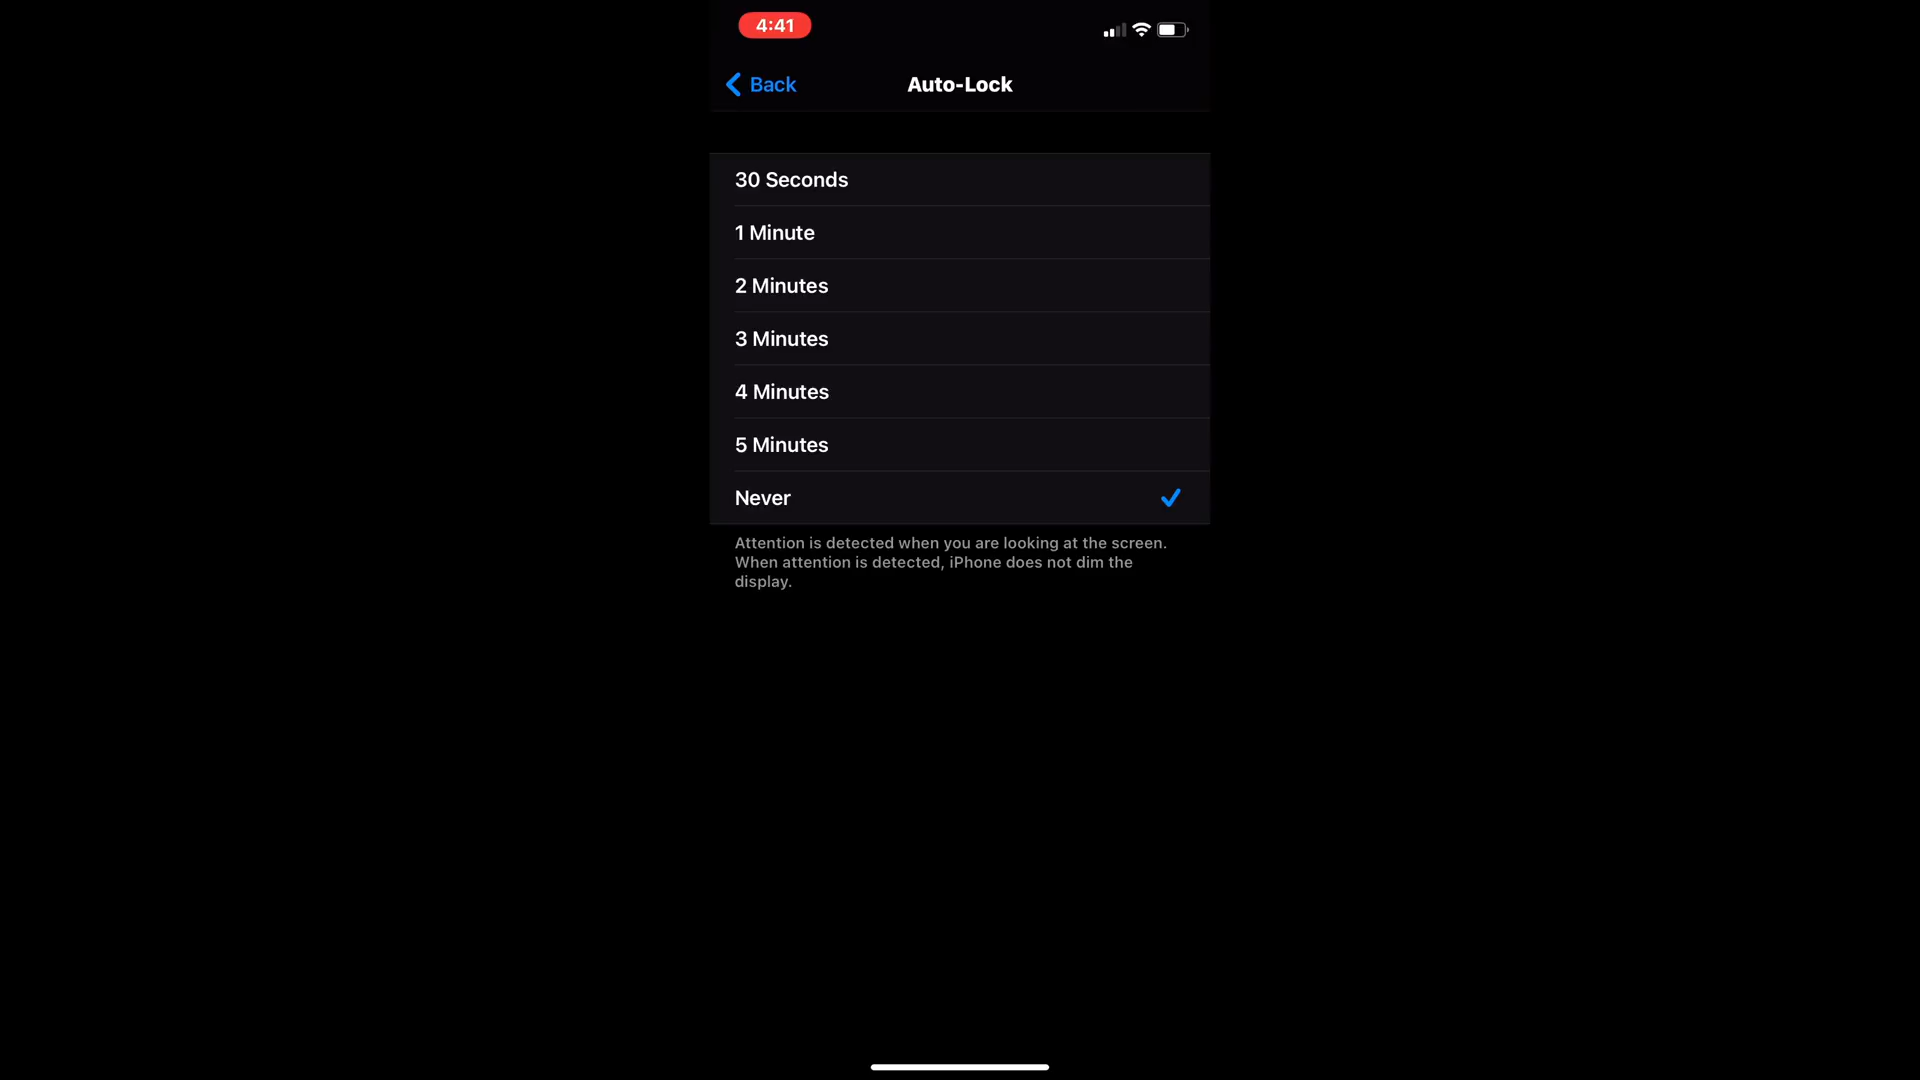 4:41
Back
Auto-Lock
30 Seconds
1 Minute
2 Minutes
3 Minutes
4 Minutes
5 Minutes
Never
Attention is detected when you are looking at the screen.
When attention is detected, iPhone does not dim the
display.